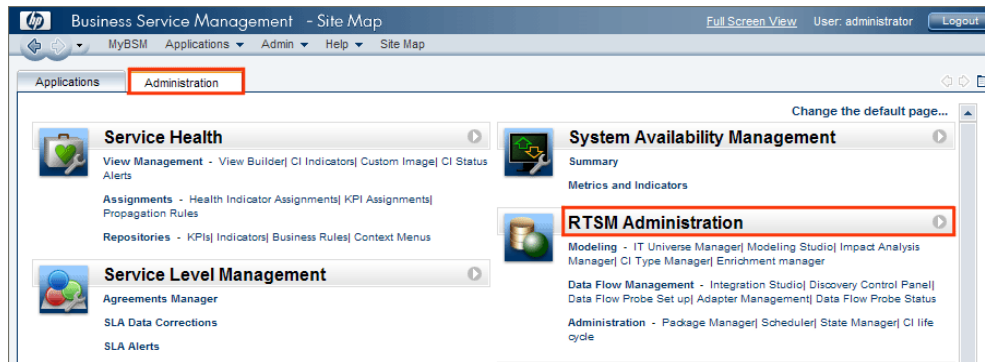 hp Business Service Management - Site Map
Full Screen View User: administrator Logout
MyBSM Applications Admin Help Site Map
Applications Administration
Change the default page...
Service Health
View Management - View Builder| CI Indicators| Custom Image| CI Status
Alerts
Assignments - Health Indicator Assignments| KPI Assignments|
Propagation Rules
Repositories - KPIs| Indicators| Business Rules| Context Menus
Service Level Management
Agreements Manager
SLA Data Corrections
SLA Alerts
System Availability Management
Summary
Metrics and Indicators
RTSM Administration
Modeling - IT Universe Manager| Modeling Studio| Impact Analysis
Manager| CI Type Manager| Enrichment manager
Data Flow Management - Integration Studio| Discovery Control Panel|
Data Flow Probe Set up| Adapter Management| Data Flow Probe Status
Administration - Package Manager| Scheduler| State Manager| CI life
cycle